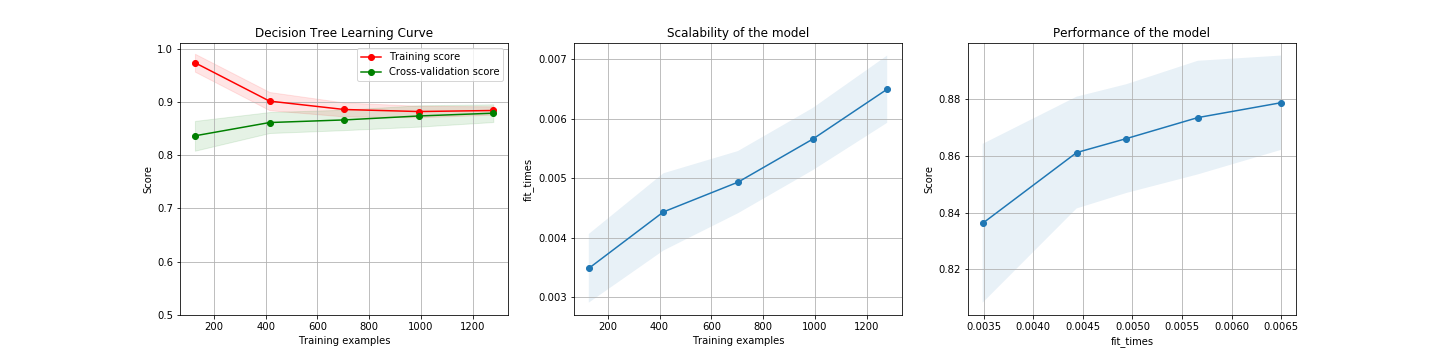 Decision Tree Learning Curve
Training score
Cross-validation score
1.0
0.9
0.8
0.7
0.6
0.5
Score
200 400 600 800 1000 1200
Training examples
Scalability of the model
0.007
0.006
0.005
0.004
0.003
fit_times
200 400 600 800 1000 1200
Training examples
Performance of the model
0.88
0.86
0.84
0.82
Score
0.0035 0.0040 0.0045 0.0050 0.0055 0.0060 0.0065
fit_times